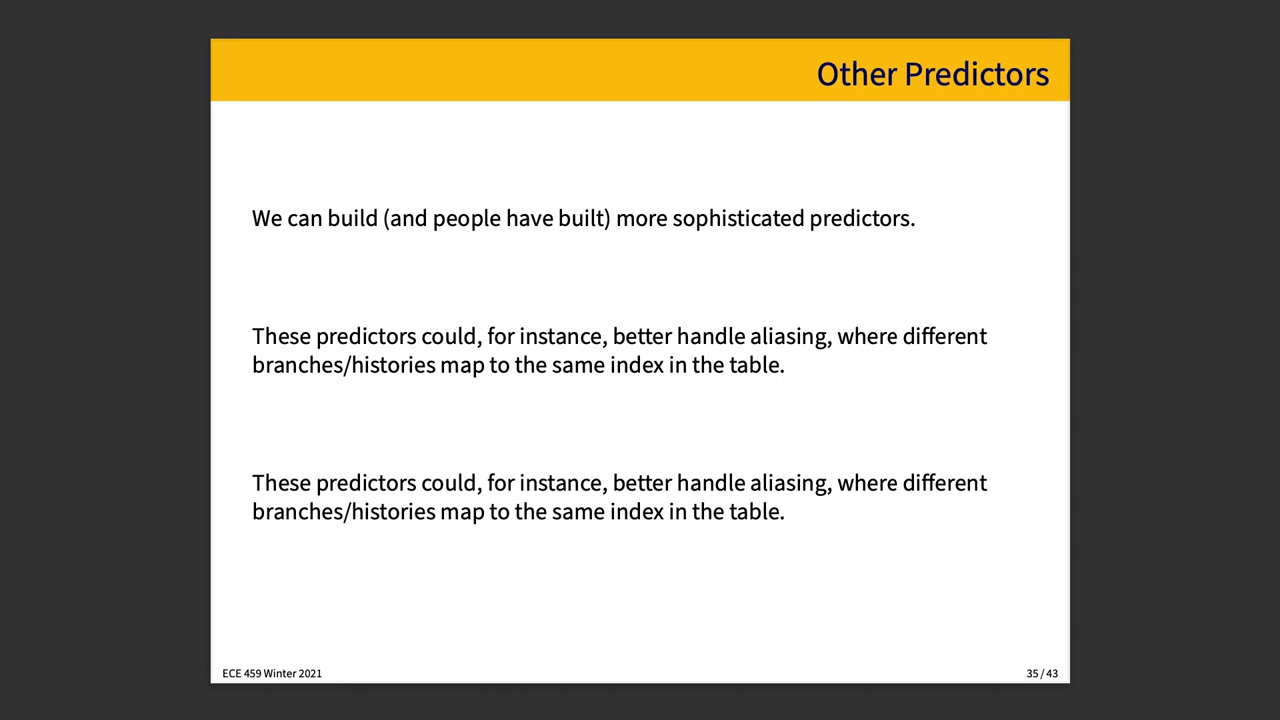 Other Predictors
We can build (and people have built) more sophisticated predictors.
These predictors could, for instance, better handle aliasing, where different
branches/histories map to the same index in the table.
These predictors could, for instance, better handle aliasing, where different
branches/histories map to the same index in the table.
ECE 459 Winter 2021
35 / 43